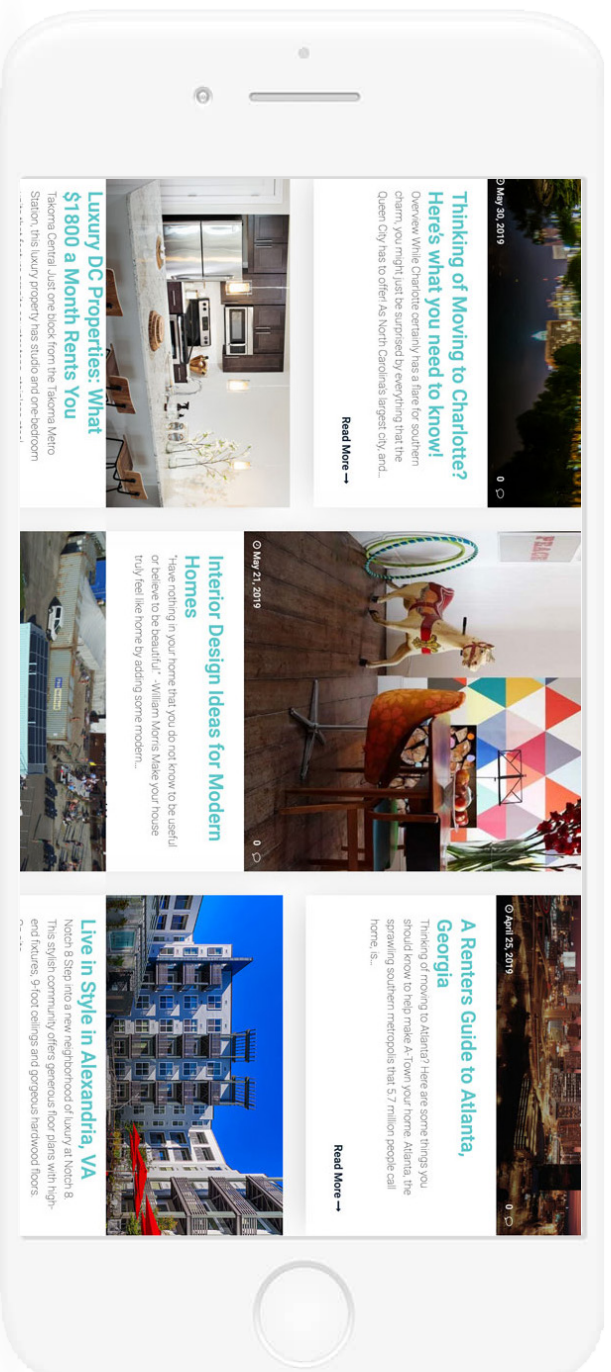 May 30, 2019
0
Thinking of Moving to Charlotte?
Here's what you need to know!
Overview While Charlotte certainly has a flare for southern
charm, you might just be surprised by everything that the
Queen City has to offer! As North Carolina's largest city, and...
Read More →
Luxury DC Properties: What
$1800 a Month Rents You
Takoma Central Just one block from the Takoma Metro
Station, this luxury property has studio and one-bedroom
PEACE
May 21, 2019
0
Interior Design Ideas for Modern
Homes
"Have nothing in your home that you do not know to be useful
or believe to be beautiful." -William Morris Make your house
truly feel like home by adding some modern...
April 25, 2019
0
A Renters Guide to Atlanta,
Georgia
Thinking of moving to Atlanta? Here are some things you
should know to help make A-Town your home. Atlanta, the
sprawling southern metropolis that 5.7 million people call
home, is...
Read More →
Live in Style in Alexandria, VA
Notch 8 Step into a new neighborhood of luxury at Notch 8.
This stylish community offers generous floor plans with high-
end fixtures, 9-foot ceilings and gorgeous hardwood floors.